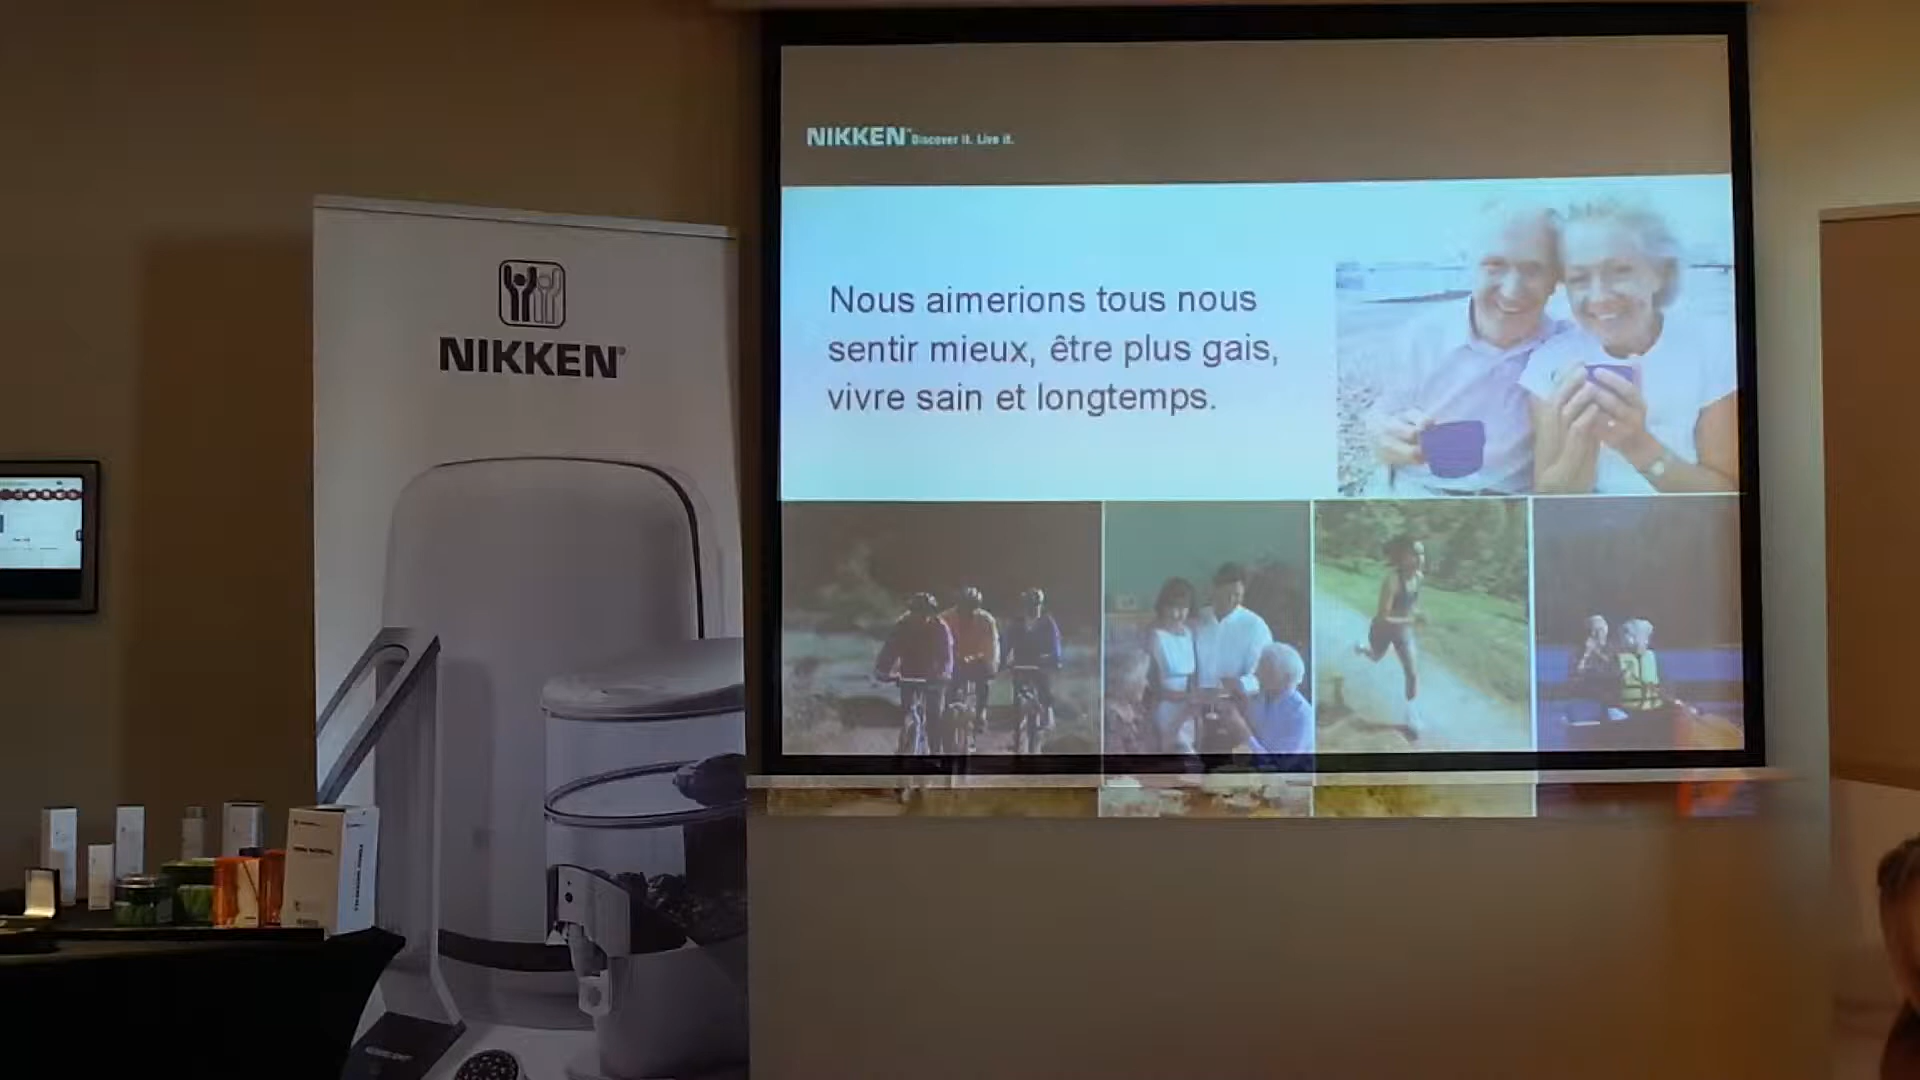 NIKKEN Discover it. Live it.
Nous aimerions tous nous
sentir mieux, être plus gais,
vivre sain et longtemps.
NIKKEN